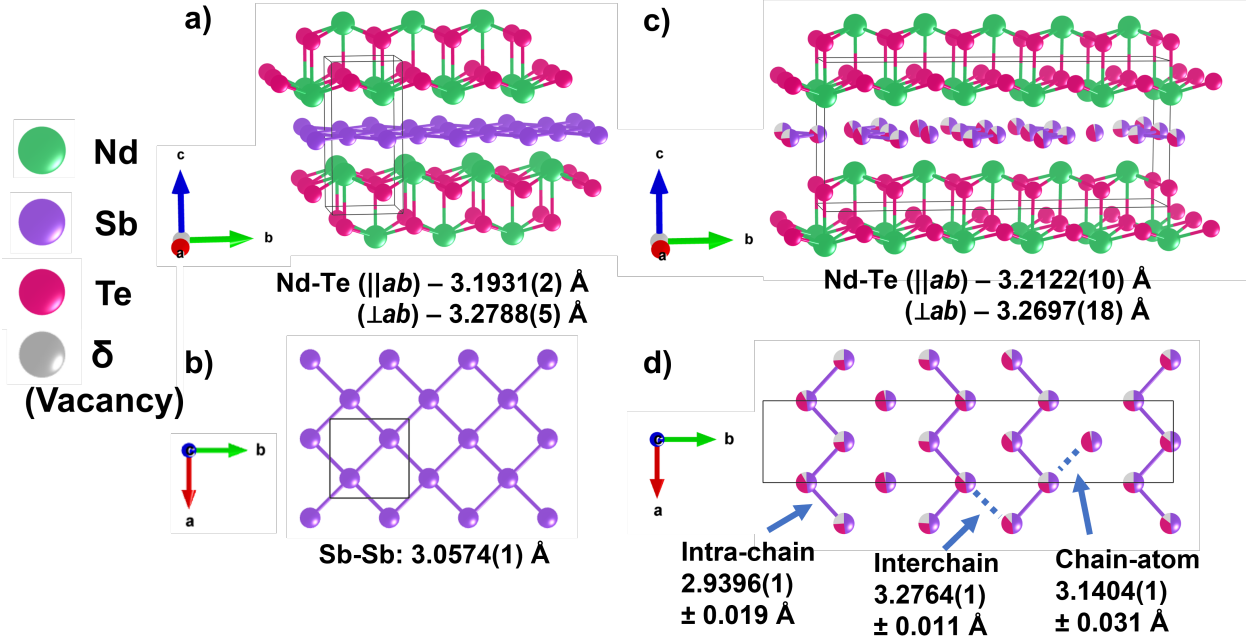 a)
c)
Nd
Sb
Te
δ
(Vacancy)
c
b
a
c
b
a
Nd-Te (||ab) – 3.1931(2) Å
(⊥ab) – 3.2788(5) Å
Nd-Te (||ab) – 3.2122(10) Å
(⊥ab) – 3.2697(18) Å
b)
c
b
a
Sb-Sb: 3.0574(1) Å
d)
c
b
a
Intra-chain
2.9396(1)
± 0.019 Å
Interchain
3.2764(1)
± 0.011 Å
Chain-atom
3.1404(1)
± 0.031 Å